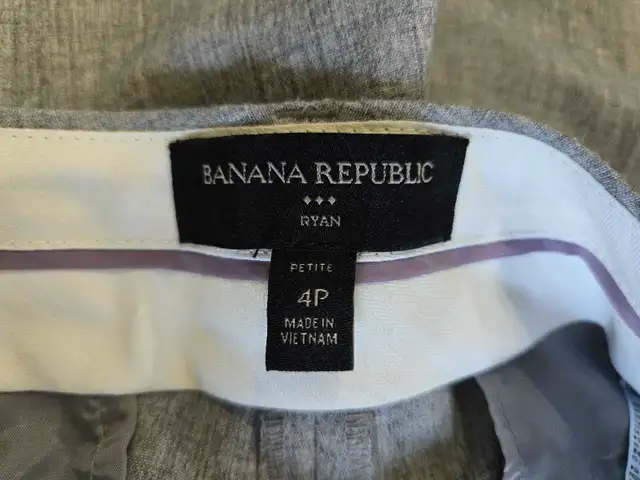 BANANA REPUBLIC
RYAN
PETITE
4P
MADE IN
VIETNAM